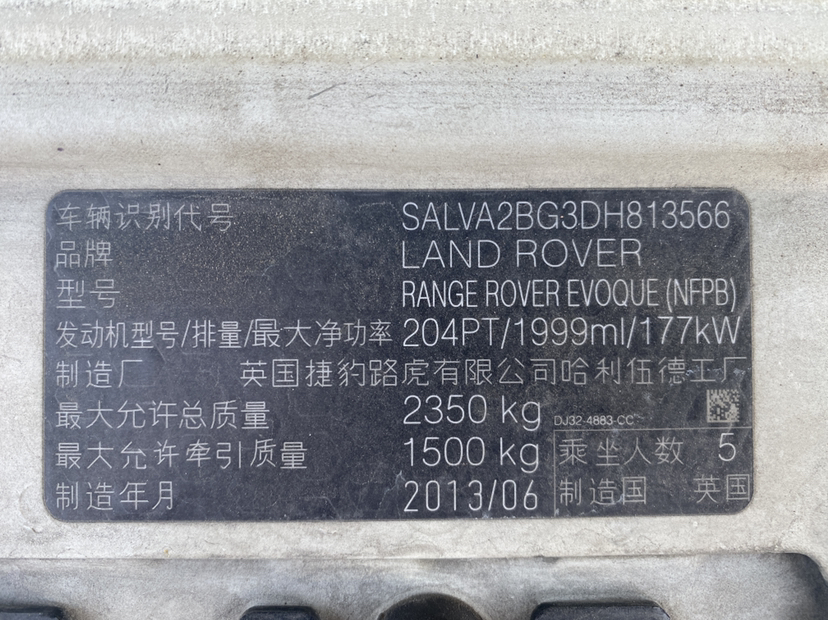 车辆识别代号 SALVA2BG3DH813566
品牌 LAND ROVER
型号 RANGE ROVER EVOQUE (NFPB)
发动机型号/排量/最大净功率 204PT/1999ml/177kW
制造厂 英国捷豹路虎有限公司哈利伍德工厂
最大允许总质量 2350 kg DJ32-4883-CC
最大允许牵引质量 1500 kg 乘坐人数 5
制造年月 2013/06 制造国 英国